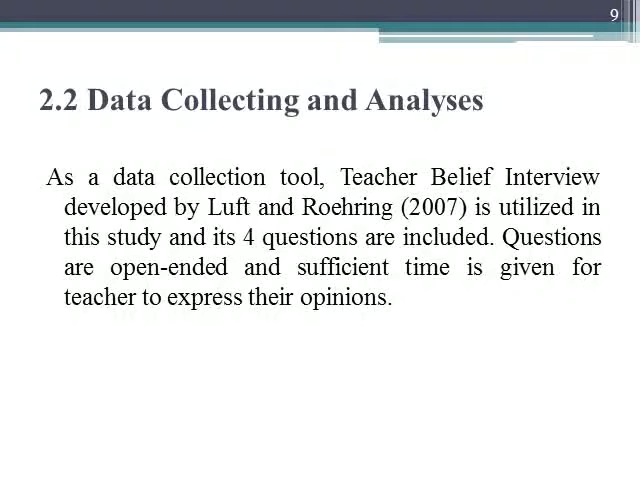 9
2.2 Data Collecting and Analyses
As a data collection tool, Teacher Belief Interview
developed by Luft and Roehring (2007) is utilized in
this study and its 4 questions are included. Questions
are open-ended and sufficient time is given for
teacher to express their opinions.